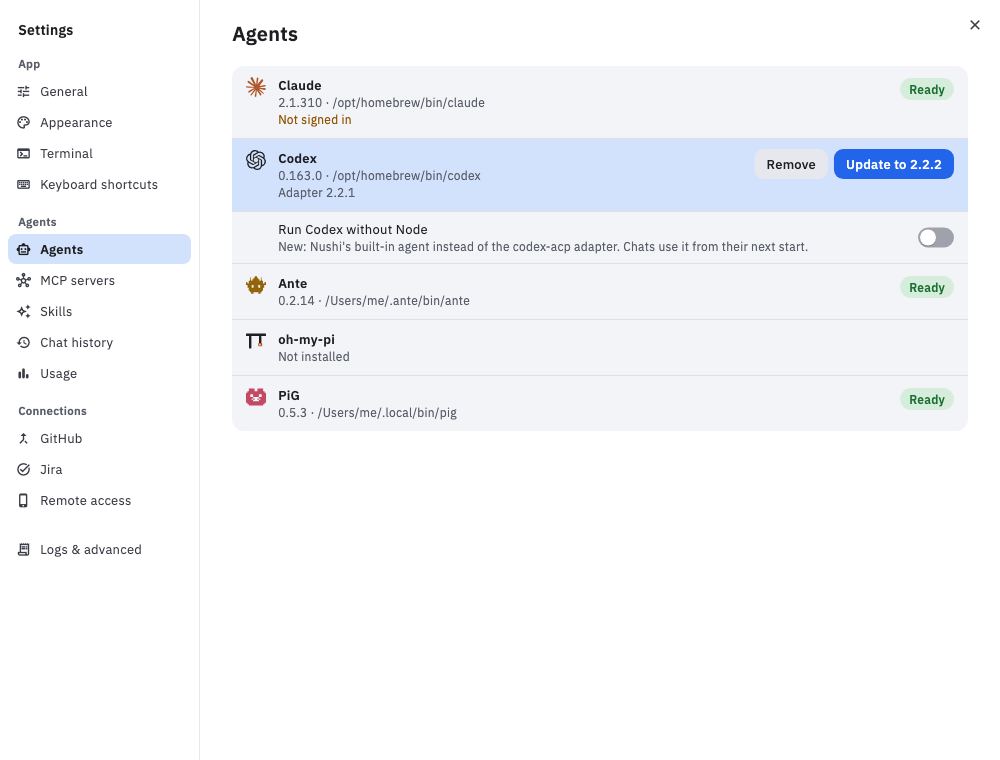 Settings
App
General
Appearance
Terminal
Keyboard shortcuts
Agents
Agents
MCP servers
Skills
Chat history
Usage
Connections
GitHub
Jira
Remote access
Logs & advanced
Agents
Claude
2.1.310 · /opt/homebrew/bin/claude
Not signed in
Ready
Codex
0.163.0 · /opt/homebrew/bin/codex
Adapter 2.2.1
Remove
Update to 2.2.2
Run Codex without Node
New: Nushi's built-in agent instead of the codex-acp adapter. Chats use it from their next start.
Ante
0.2.14 · /Users/me/.ante/bin/ante
Ready
oh-my-pi
Not installed
PiG
0.5.3 · /Users/me/.local/bin/pig
Ready